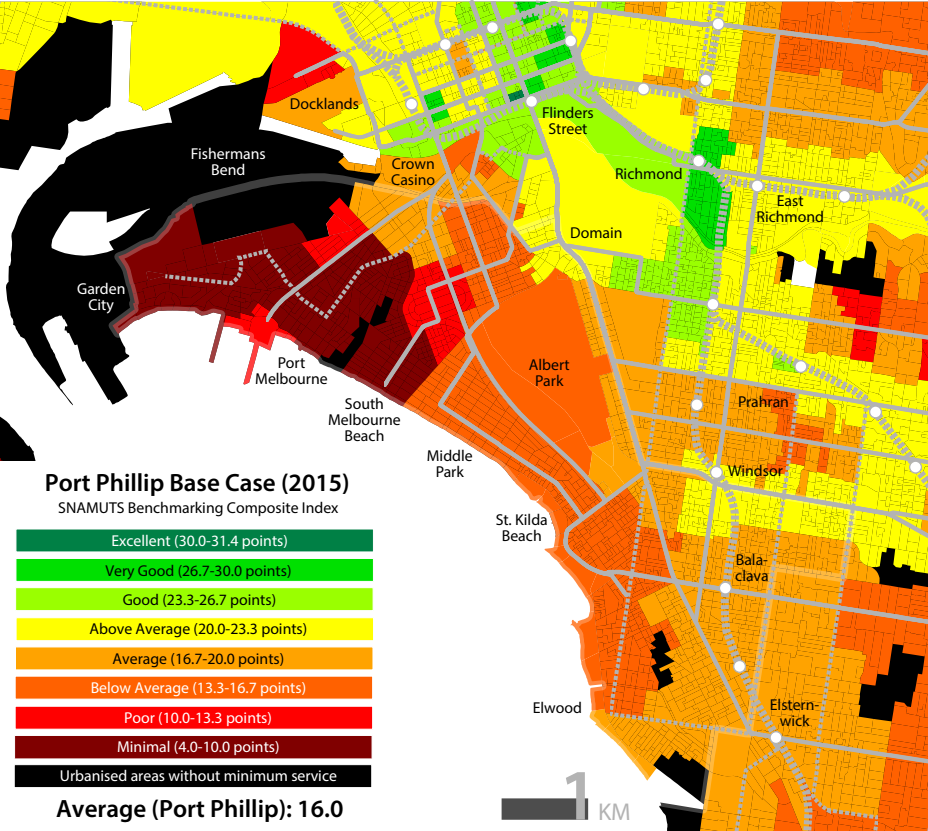 Docklands
Flinders
Street
Fishermans
Bend
Crown
Casino
Richmond
East
Richmond
Domain
Garden
City
Port
Melbourne
Albert
Park
South
Melbourne
Beach
Prahran
Middle
Park
Windsor
St. Kilda
Beach
Bala-
clava
Elwood
Elstern-
wick
Port Phillip Base Case (2015)
SNAMUTS Benchmarking Composite Index
Excellent (30.0-31.4 points)
Very Good (26.7-30.0 points)
Good (23.3-26.7 points)
Above Average (20.0-23.3 points)
Average (16.7-20.0 points)
Below Average (13.3-16.7 points)
Poor (10.0-13.3 points)
Minimal (4.0-10.0 points)
Urbanised areas without minimum service
Average (Port Phillip): 16.0
1
KM